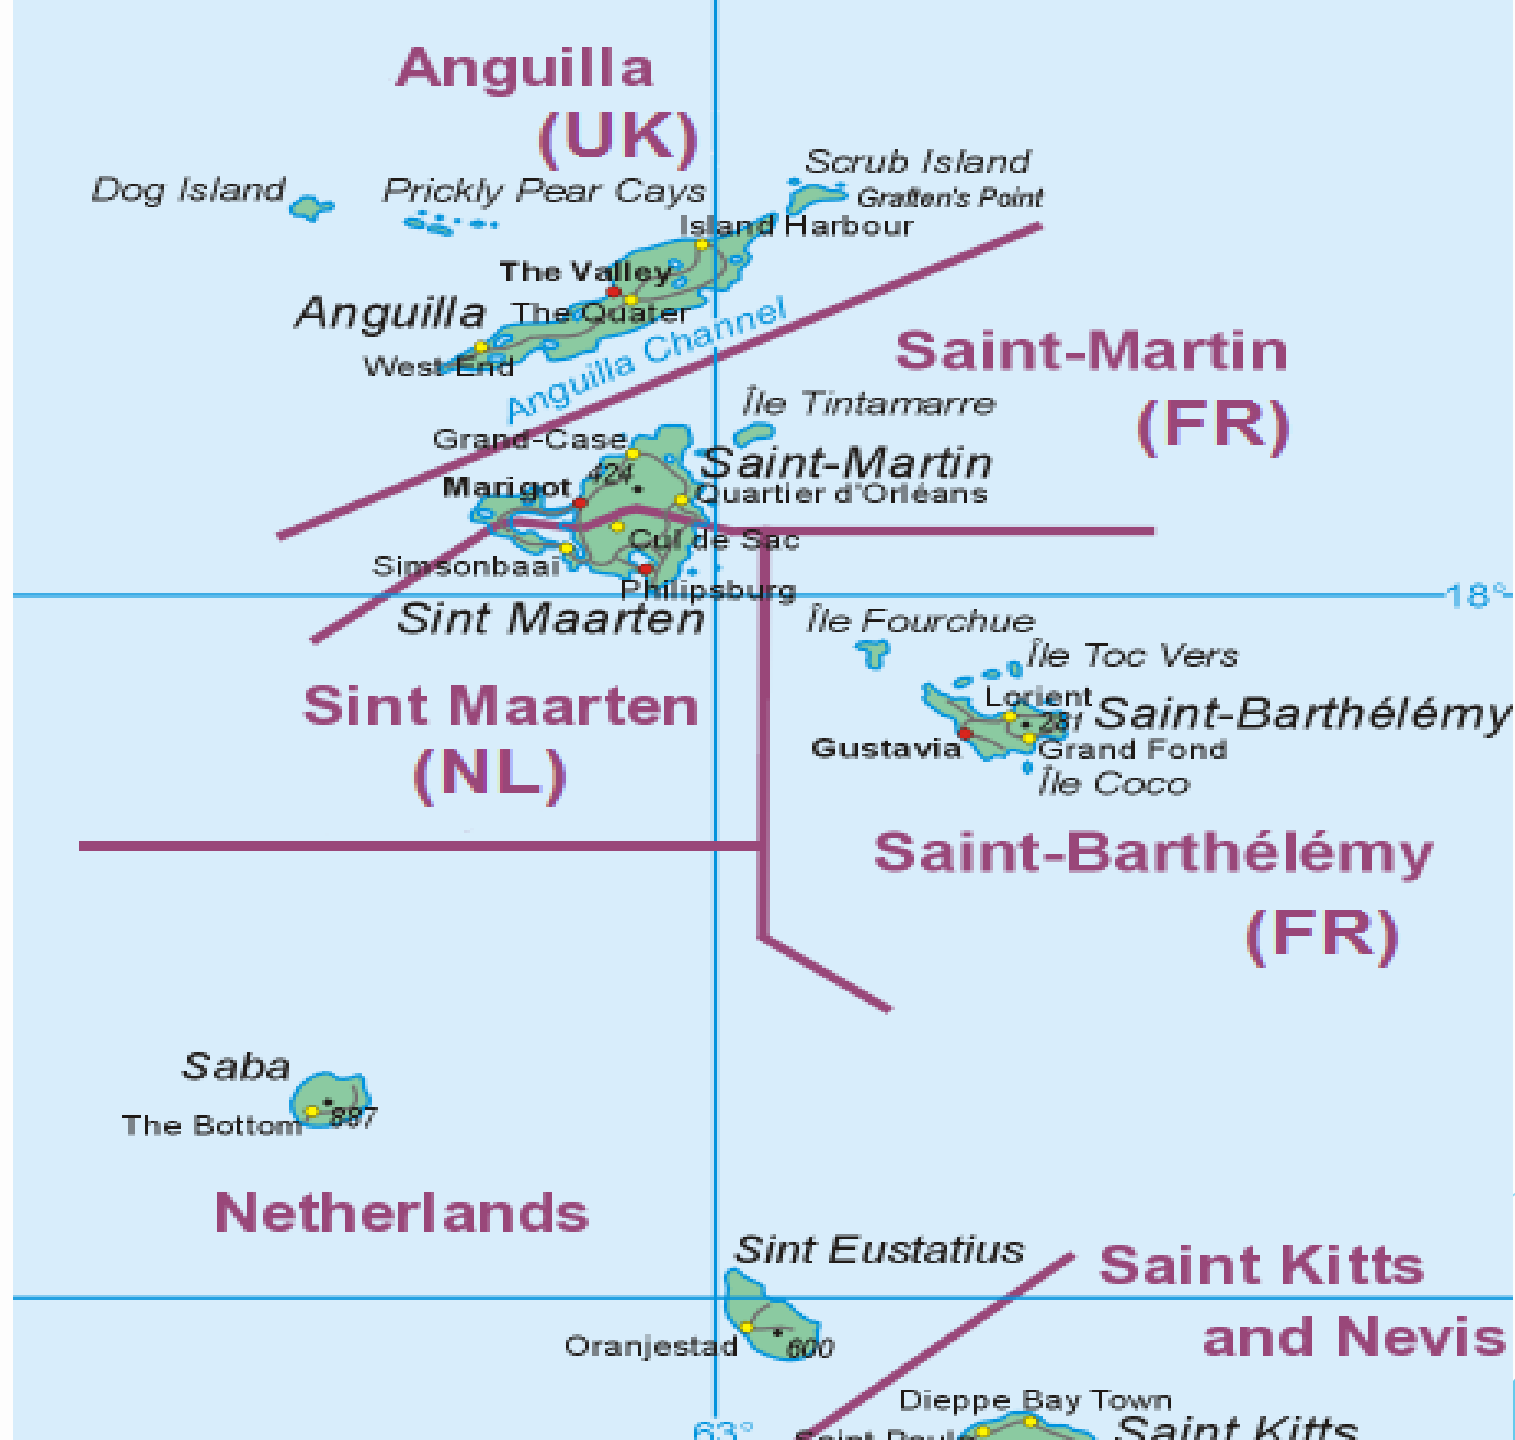 Anguilla
(UK)
Scrub Island
Dog Island
Prickly Pear Cays
Graften's Point
Island Harbour
The Valley
Anguilla
The Quater
West End
Anguilla Channel
Saint-Martin
(FR)
Île Tintamarre
Grand-Case
424
Saint-Martin
Marigot
Quartier d'Orléans
Cul de Sac
Simsonbaai
Philipsburg
18°
Sint Maarten
Île Fourchue
Île Toc Vers
Sint Maarten
(NL)
Lorient
281
Saint-Barthélémy
Gustavia
Grand Fond
Île Coco
Saint-Barthélémy
(FR)
Saba
887
The Bottom
Netherlands
Sint Eustatius
Saint Kitts
and Nevis
Oranjestad
600
Dieppe Bay Town
63°
Saint Kitts